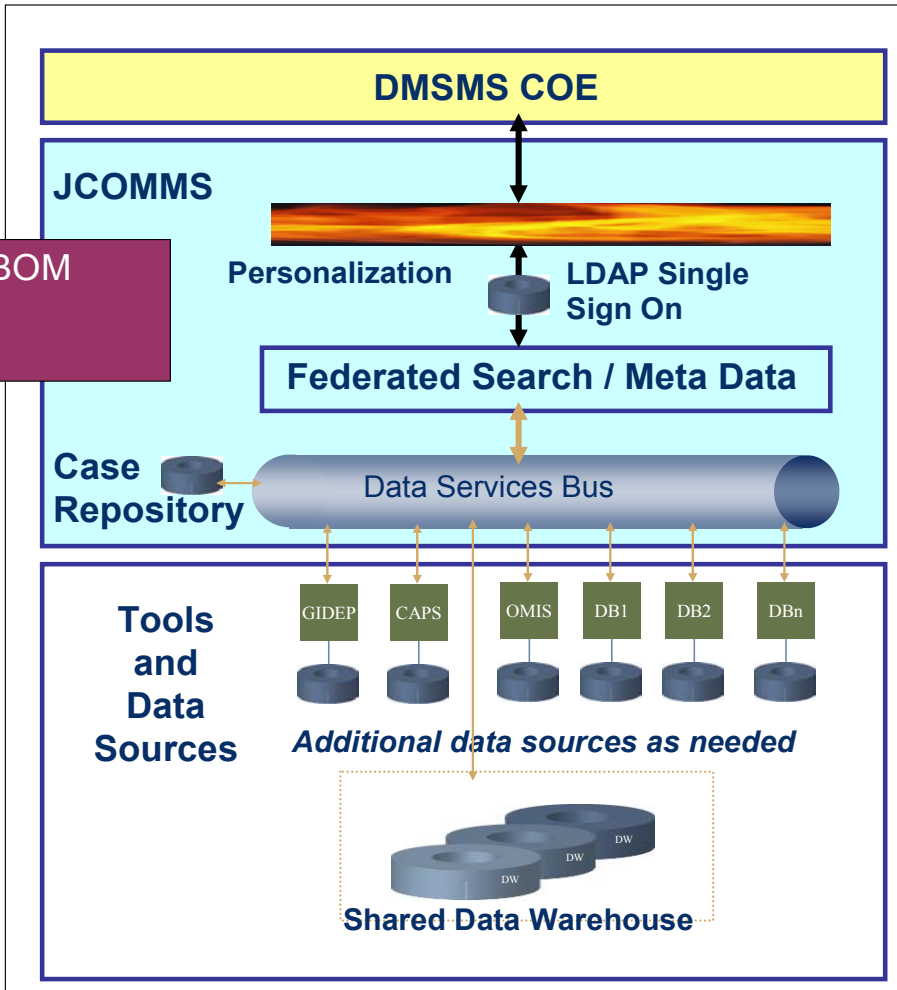 DMSMS COE
JCOMMS
BOM
Personalization
LDAP Single
Sign On
Federated Search / Meta Data
Case
Repository
Data Services Bus
Tools
and
Data
Sources
GIDEP CAPS OMIS DB1 DB2 DBn
Additional data sources as needed
DW
DW
DW
Shared Data Warehouse